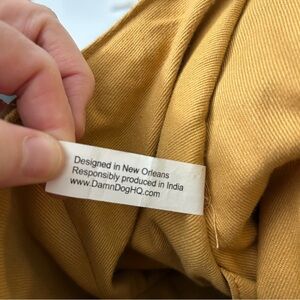 Designed in New Orleans
Responsibly produced in India
www.DamnDogHQ.com